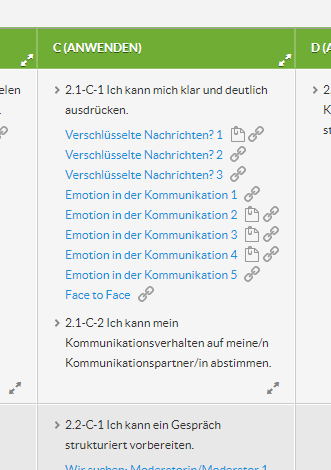 C (ANWENDEN)
D (A
elen
2.1-C-1 Ich kann mich klar und deutlich
ausdrücken.
Verschlüsselte Nachrichten? 1
Verschlüsselte Nachrichten? 2
Verschlüsselte Nachrichten? 3
Emotion in der Kommunikation 1
Emotion in der Kommunikation 2
Emotion in der Kommunikation 3
Emotion in der Kommunikation 4
Emotion in der Kommunikation 5
Face to Face
2.1-C-2 Ich kann mein
Kommunikationsverhalten auf meine/n
Kommunikationspartner/in abstimmen.
2.2-C-1 Ich kann ein Gespräch
strukturiert vorbereiten.
Wir suchen: Moderatorin/Moderator 1
2.
K
st